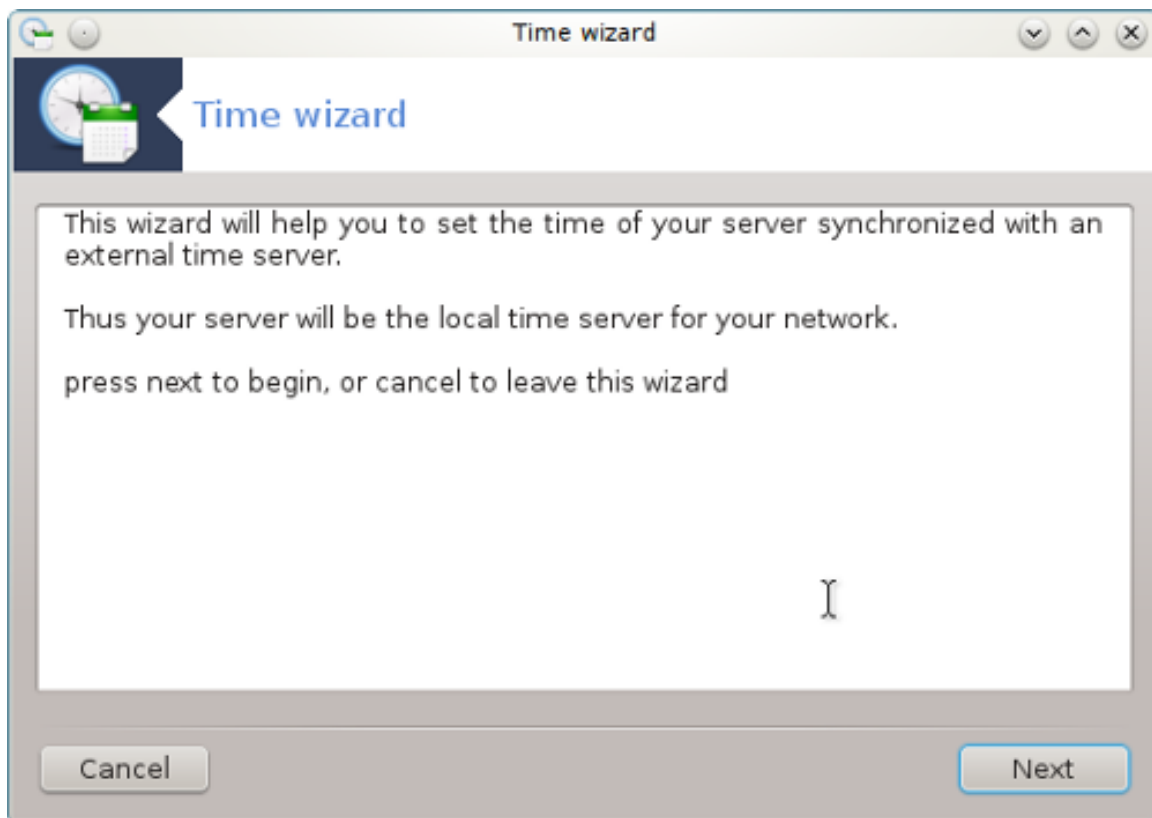 Time wizard
Time wizard
This wizard will help you to set the time of your server synchronized with an
external time server.
Thus your server will be the local time server for your network.
press next to begin, or cancel to leave this wizard
Cancel
Next